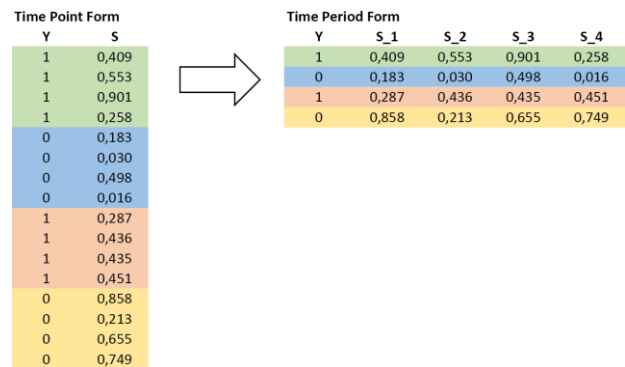 Time Point Form
Y S
1 0,409
1 0,553
1 0,901
1 0,258
0 0,183
0 0,030
0 0,498
0 0,016
1 0,287
1 0,436
1 0,435
1 0,451
0 0,858
0 0,213
0 0,655
0 0,749
Time Period Form
Y S_1 S_2 S_3 S_4
1 0,409 0,553 0,901 0,258
0 0,183 0,030 0,498 0,016
1 0,287 0,436 0,435 0,451
0 0,858 0,213 0,655 0,749